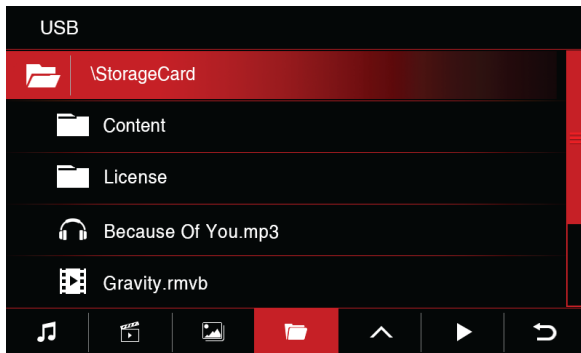 USB
\StorageCard
Content
License
Because Of You.mp3
Gravity.rmvb